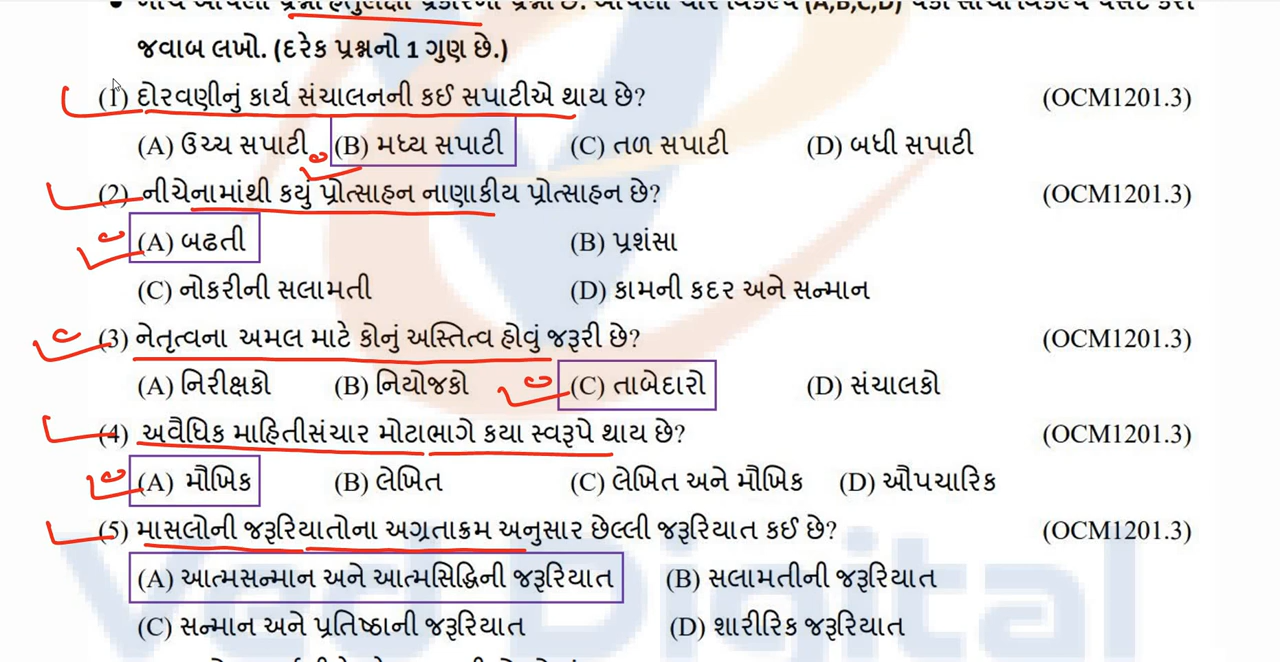 જવાબ લખો. (દરેક પ્રશ્નનો 1 ગુણ છે.)
(1) દોરવણીનું કાર્ય સંચાલનની કઈ સપાટીએ થાય છે? (OCM1201.3)
(A) ઉચ્ચ સપાટી (B) મધ્ય સપાટી (C) તળ સપાટી (D) બધી સપાટી
(2) નીચેનામાંથી કયું પ્રોત્સાહન નાણાકીય પ્રોત્સાહન છે? (OCM1201.3)
(A) બઢતી (B) પ્રશંસા
(C) નોકરીની સલામતી (D) કામની કદર અને સન્માન
(3) નેતૃત્વના અમલ માટે કોનું અસ્તિત્વ હોવું જરૂરી છે? (OCM1201.3)
(A) નિરીક્ષકો (B) નિયોજકો (C) તાબેદારો (D) સંચાલકો
(4) અવૈધિક માહિતીસંચાર મોટાભાગે કયા સ્વરૂપે થાય છે? (OCM1201.3)
(A) મૌખિક (B) લેખિત (C) લેખિત અને મૌખિક (D) ઔપચારિક
(5) માસલોની જરૂરિયાતોના અગ્રતાક્રમ અનુસાર છેલ્લી જરૂરિયાત કઈ છે? (OCM1201.3)
(A) આત્મસન્માન અને આત્મસિદ્ધિની જરૂરિયાત (B) સલામતીની જરૂરિયાત
(C) સન્માન અને પ્રતિષ્ઠાની જરૂરિયાત (D) શારીરિક જરૂરિયાત
Ved Digital